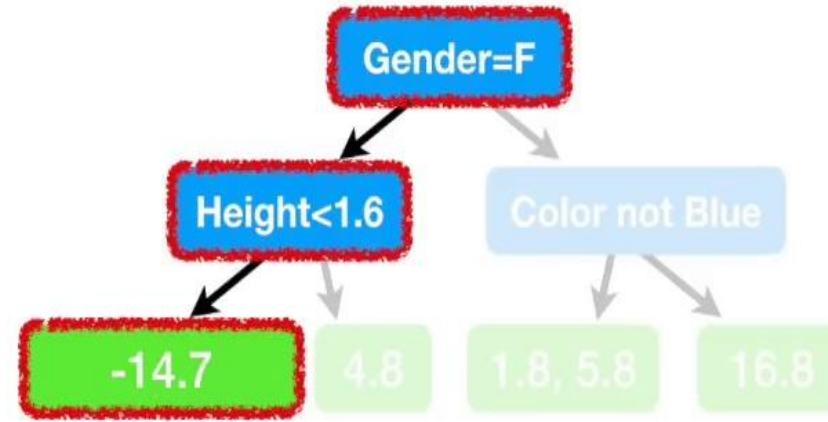 Gender=F
Height<1.6
Color not Blue
-14.7
4.8
1.8, 5.8
16.8